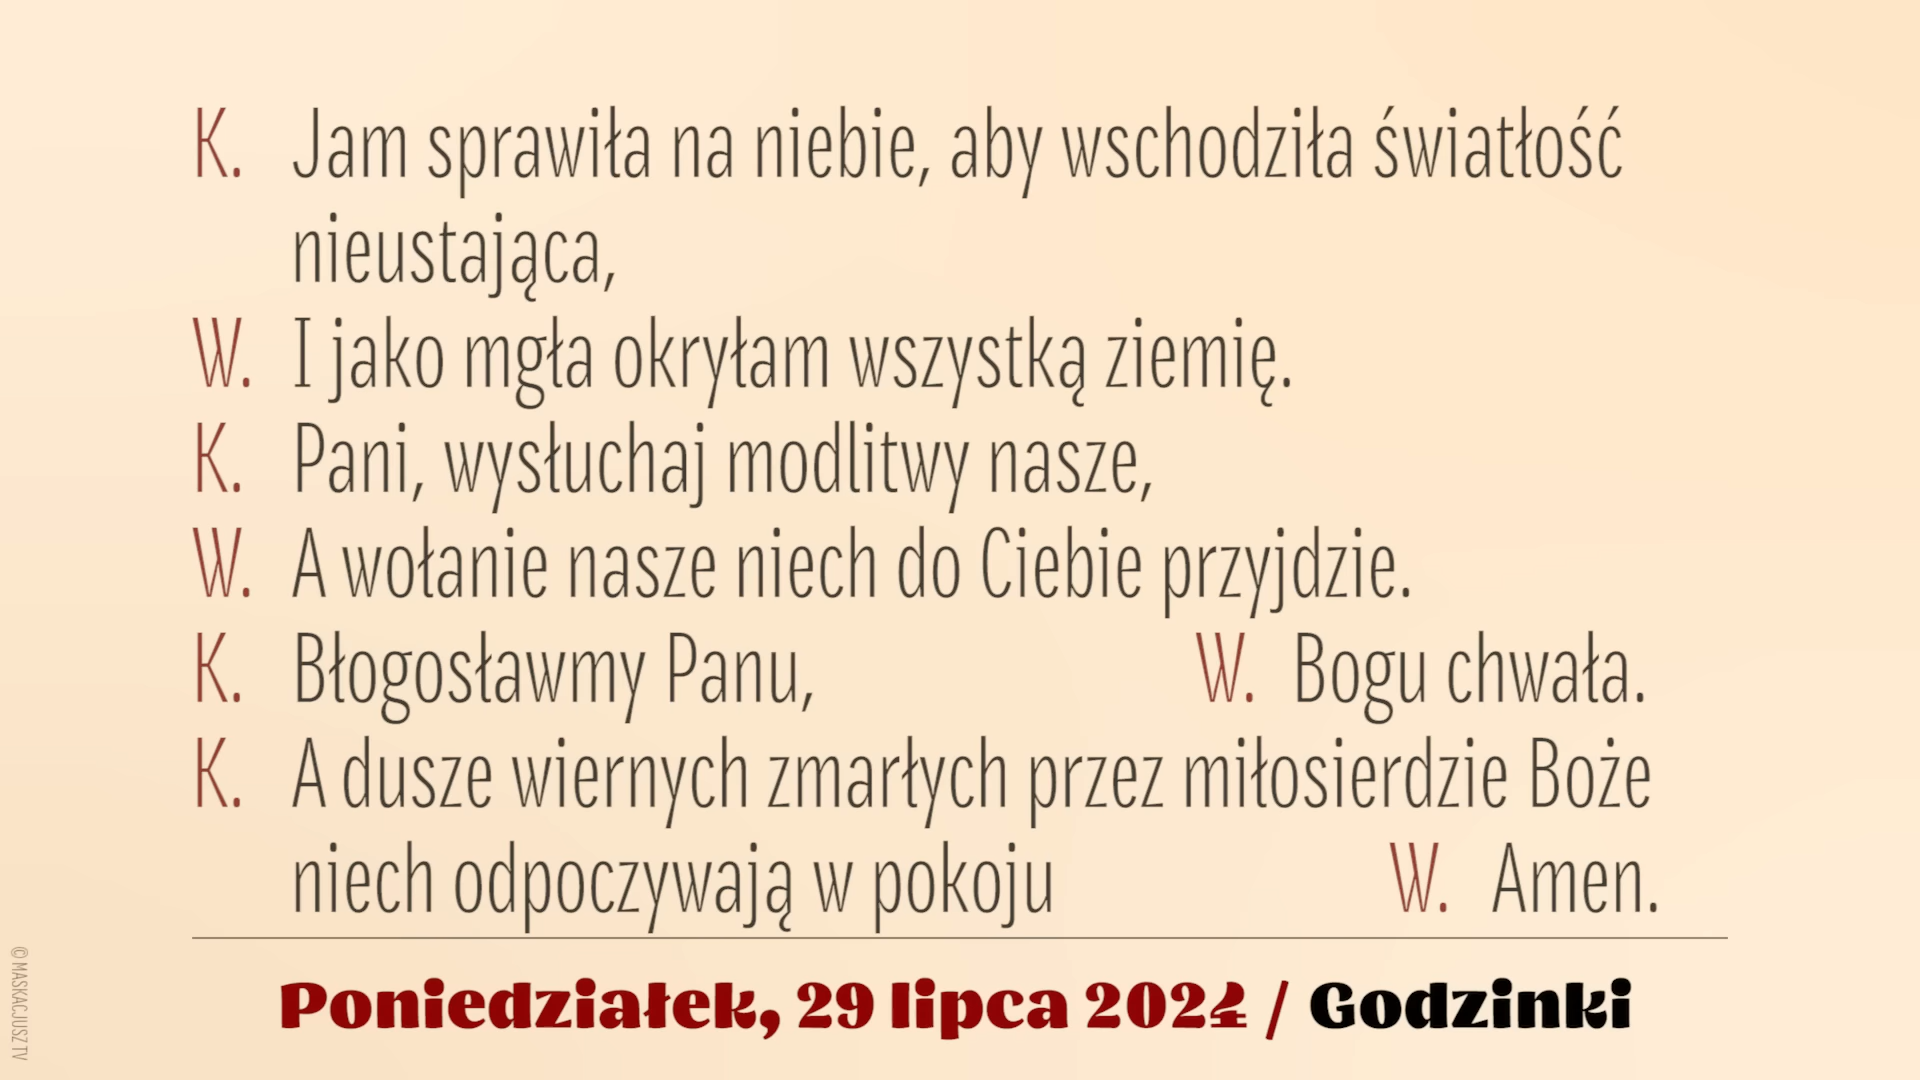 K. Jam sprawiła na niebie, aby wschodziła światłość
nieustająca,
W. I jako mgła okryłam wszystką ziemię.
K. Pani, wysłuchaj modlitwy nasze,
W. A wołanie nasze niech do Ciebie przyjdzie.
K. Błogosławmy Panu, W. Bogu chwała.
K. A dusze wiernych zmarłych przez miłosierdzie Boże
niech odpoczywają w pokoju W. Amen.
Poniedziałek, 29 lipca 2024 / Godzinki
© MASKACJUSZ TV